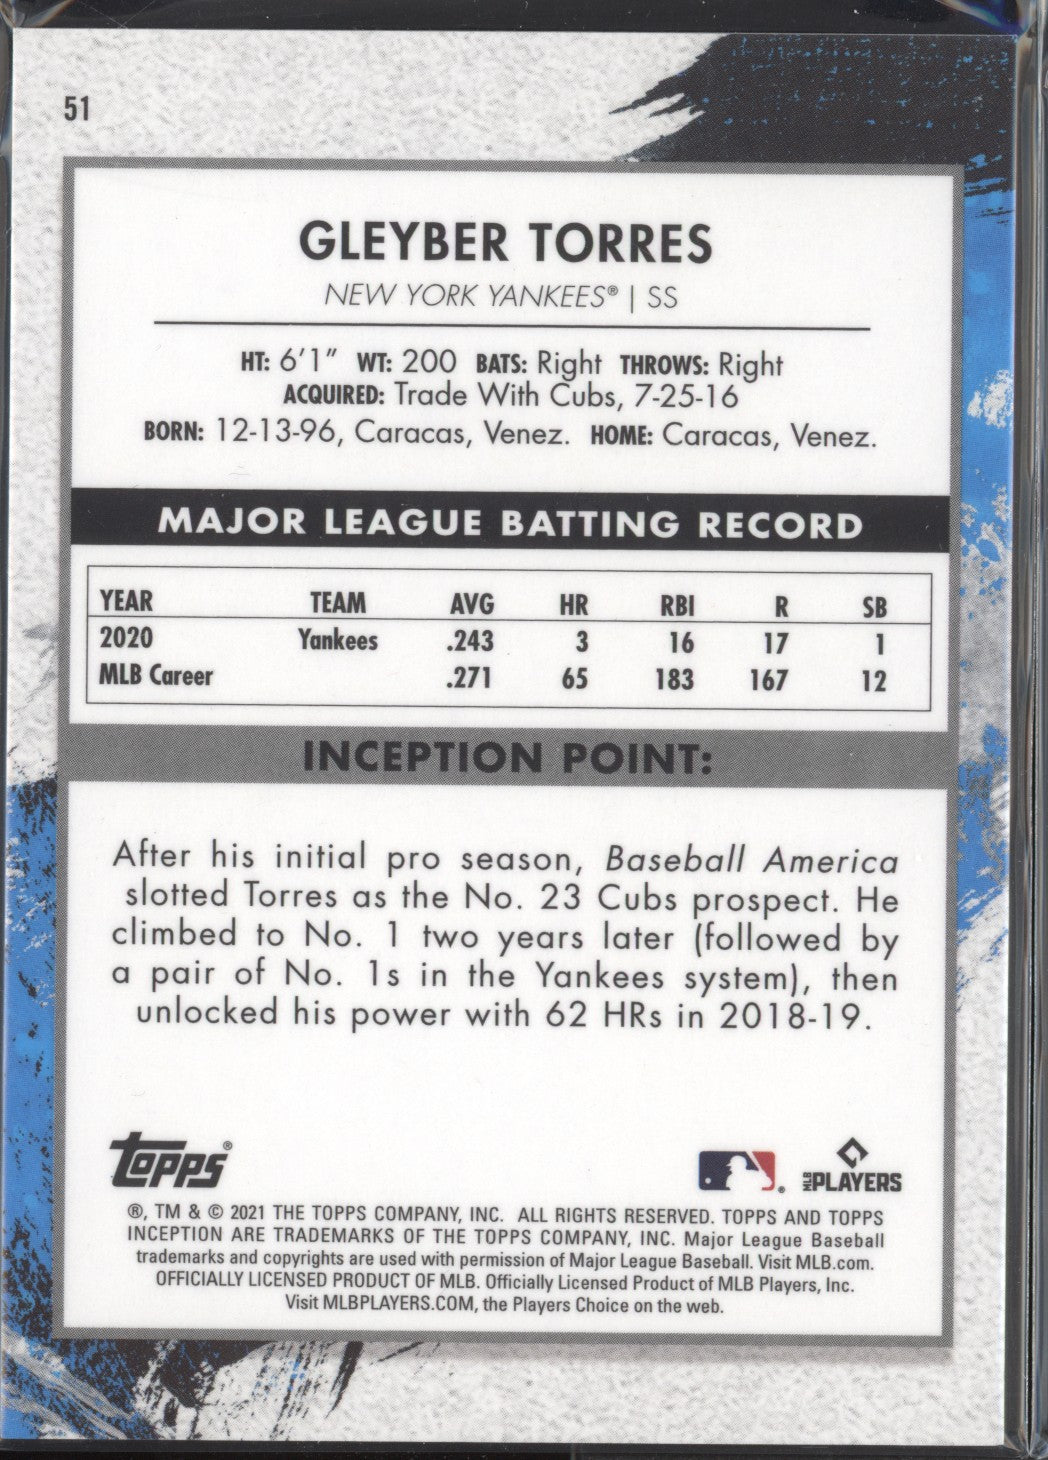 51
GLEYBER TORRES
NEW YORK YANKEES® | SS
HT: 6'1" WT: 200 BATS: Right THROWS: Right
ACQUIRED: Trade With Cubs, 7-25-16
BORN: 12-13-96, Caracas, Venez. HOME: Caracas, Venez.
MAJOR LEAGUE BATTING RECORD
YEAR TEAM AVG HR RBI R SB
2020 Yankees .243 3 16 17 1
MLB Career .271 65 183 167 12
INCEPTION POINT:
After his initial pro season, Baseball America
slotted Torres as the No. 23 Cubs prospect. He
climbed to No. 1 two years later (followed by
a pair of No. 1s in the Yankees system), then
unlocked his power with 62 HRs in 2018-19.
Topps® MLB PLAYERS
®, TM & © 2021 THE TOPPS COMPANY, INC. ALL RIGHTS RESERVED. TOPPS AND TOPPS
INCEPTION ARE TRADEMARKS OF THE TOPPS COMPANY, INC. Major League Baseball
trademarks and copyrights are used with permission of Major League Baseball. Visit MLB.com.
OFFICIALLY LICENSED PRODUCT OF MLB. Officially Licensed Product of MLB Players, Inc.
Visit MLBPLAYERS.COM, the Players Choice on the web.